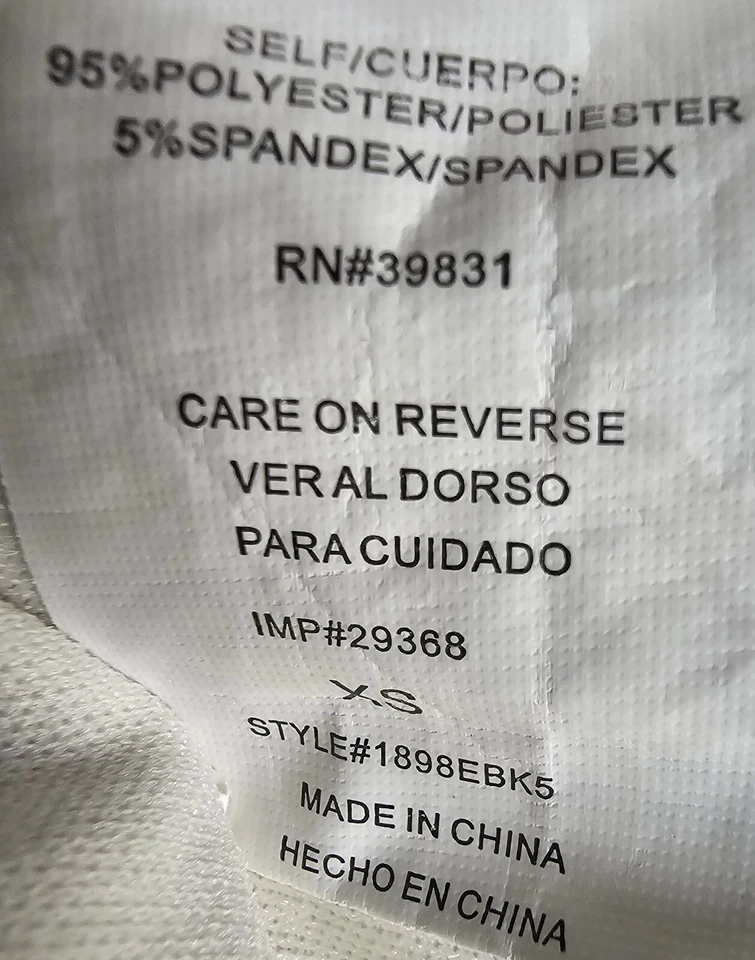 SELF/CUERPO:
95%POLYESTER/POLIESTER
5%SPANDEX/SPANDEX
RN#39831
CARE ON REVERSE
VER AL DORSO
PARA CUIDADO
IMP#29368
XS
STYLE#1898EBK5
MADE IN CHINA
HECHO EN CHINA